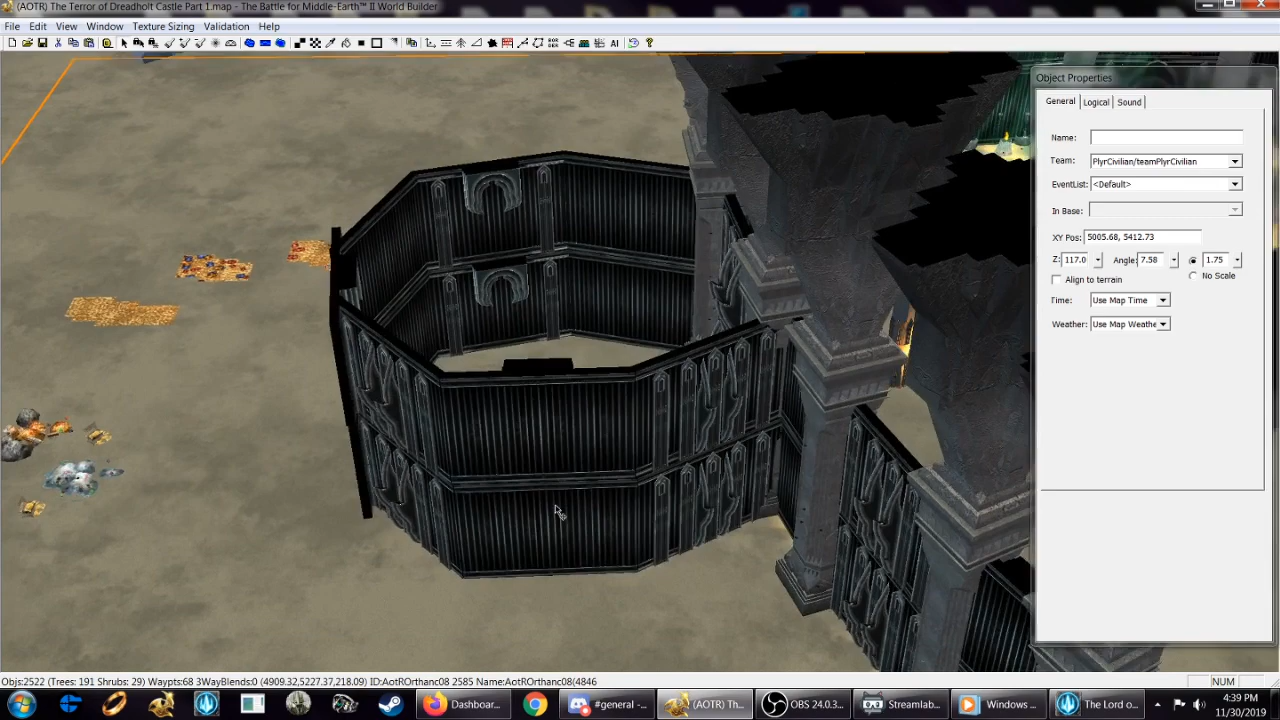 (AOTR) The Terror of Dreadholt Castle Part 1.map - The Battle for Middle-Earth™ II World Builder
File Edit View Window Texture Sizing Validation Help
AI
Object Properties
General Logical Sound
Name:
Team: PlyrCivilian/teamPlyrCivilian
EventList: <Default>
In Base:
XY Pos: 5005.68, 5412.73
Z: 117.0 Angle: 7.58 1.75
No Scale
Align to terrain
Time: Use Map Time
Weather: Use Map Weathe
Objs:2522 (Trees: 191 Shrubs: 29) Waypts:68 3WayBlends:0 (4909.32,5227.37,218.09) ID:AotROrthanc08 2585 Name:AotROrthanc08(4846
NUM
Dashboar... #general -... (AOTR) Th... OBS 24.0.3... Streamlab... Windows ... The Lord o...
4:39 PM
11/30/2019